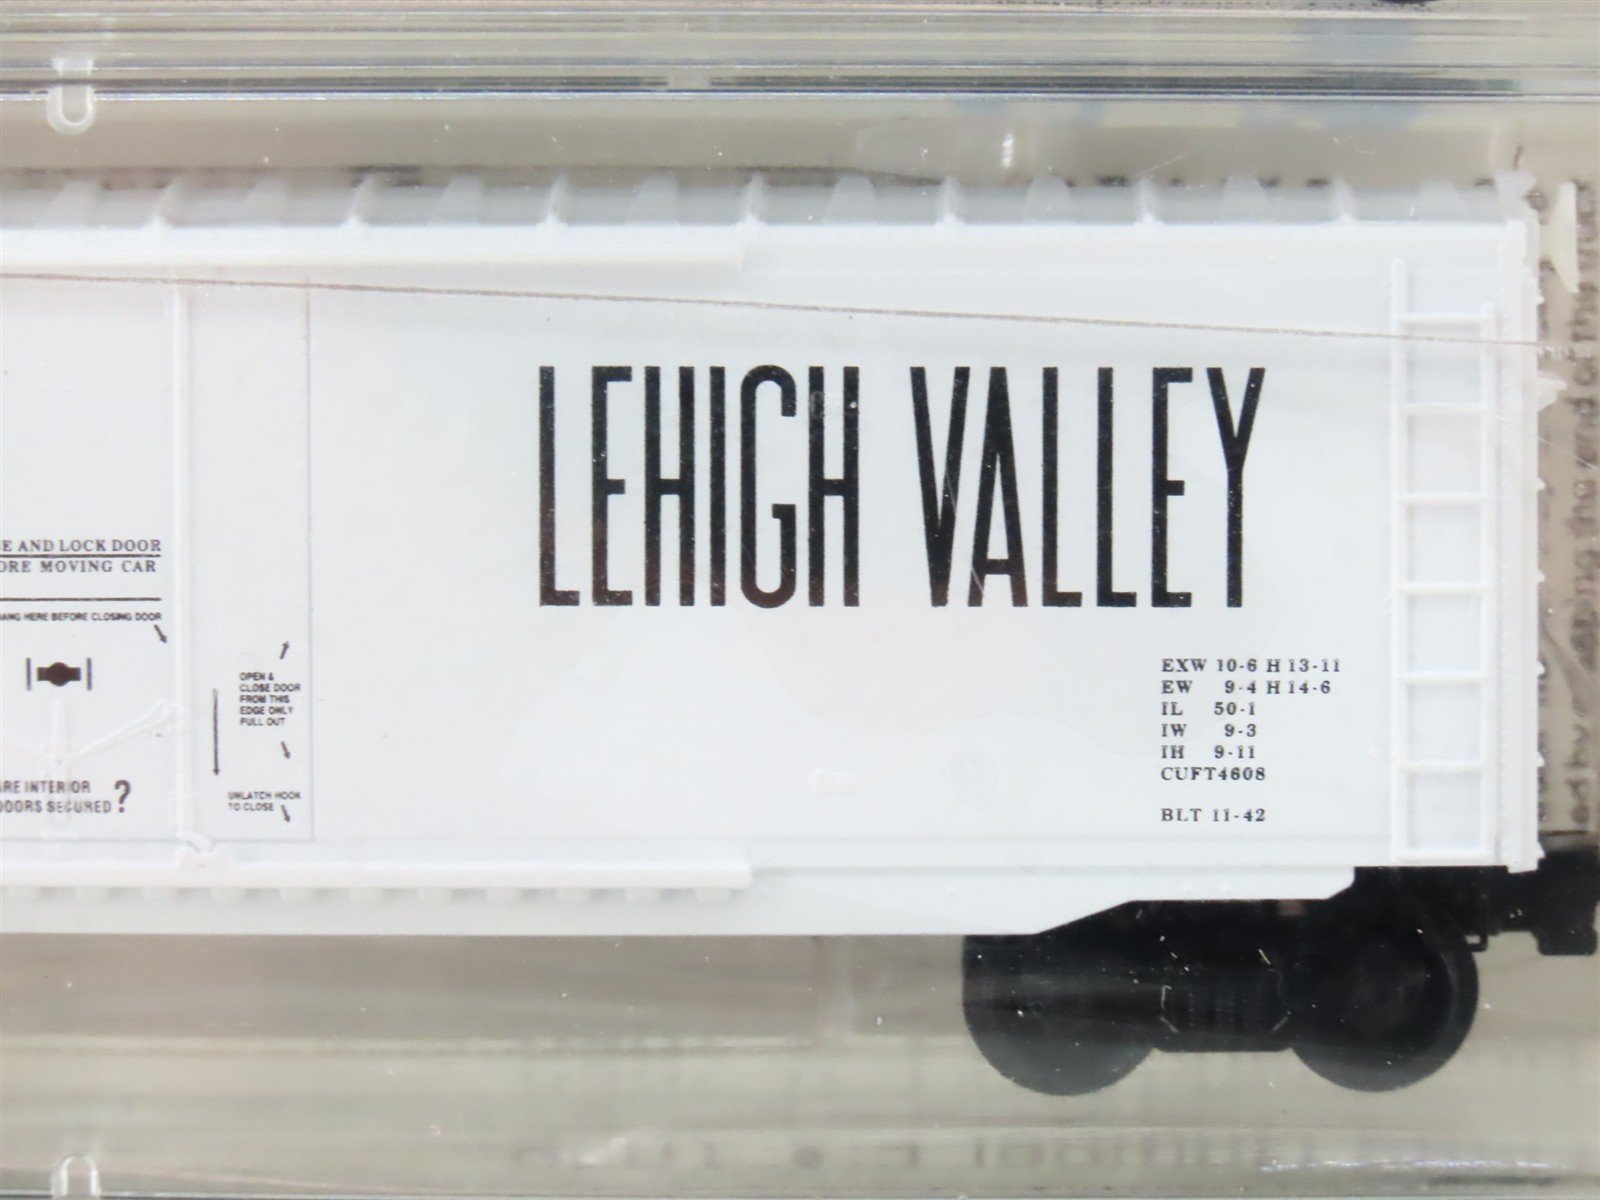 LEHIGH VALLEY
E AND LOCK DOOR
ORE MOVING CAR
HERE BEFORE CLOSING DOOR
OPEN &
CLOSE DOOR
FROM THIS
EDGE ONLY
PULL OUT
UNLATCH HOOK
TO CLOSE
ARE INTERIOR
DOORS SECURED ?
EXW 10-6 H 13-11
EW 9-4 H 14-6
IL 50-1
IW 9-3
IH 9-11
CUFT4608
BLT 11-42